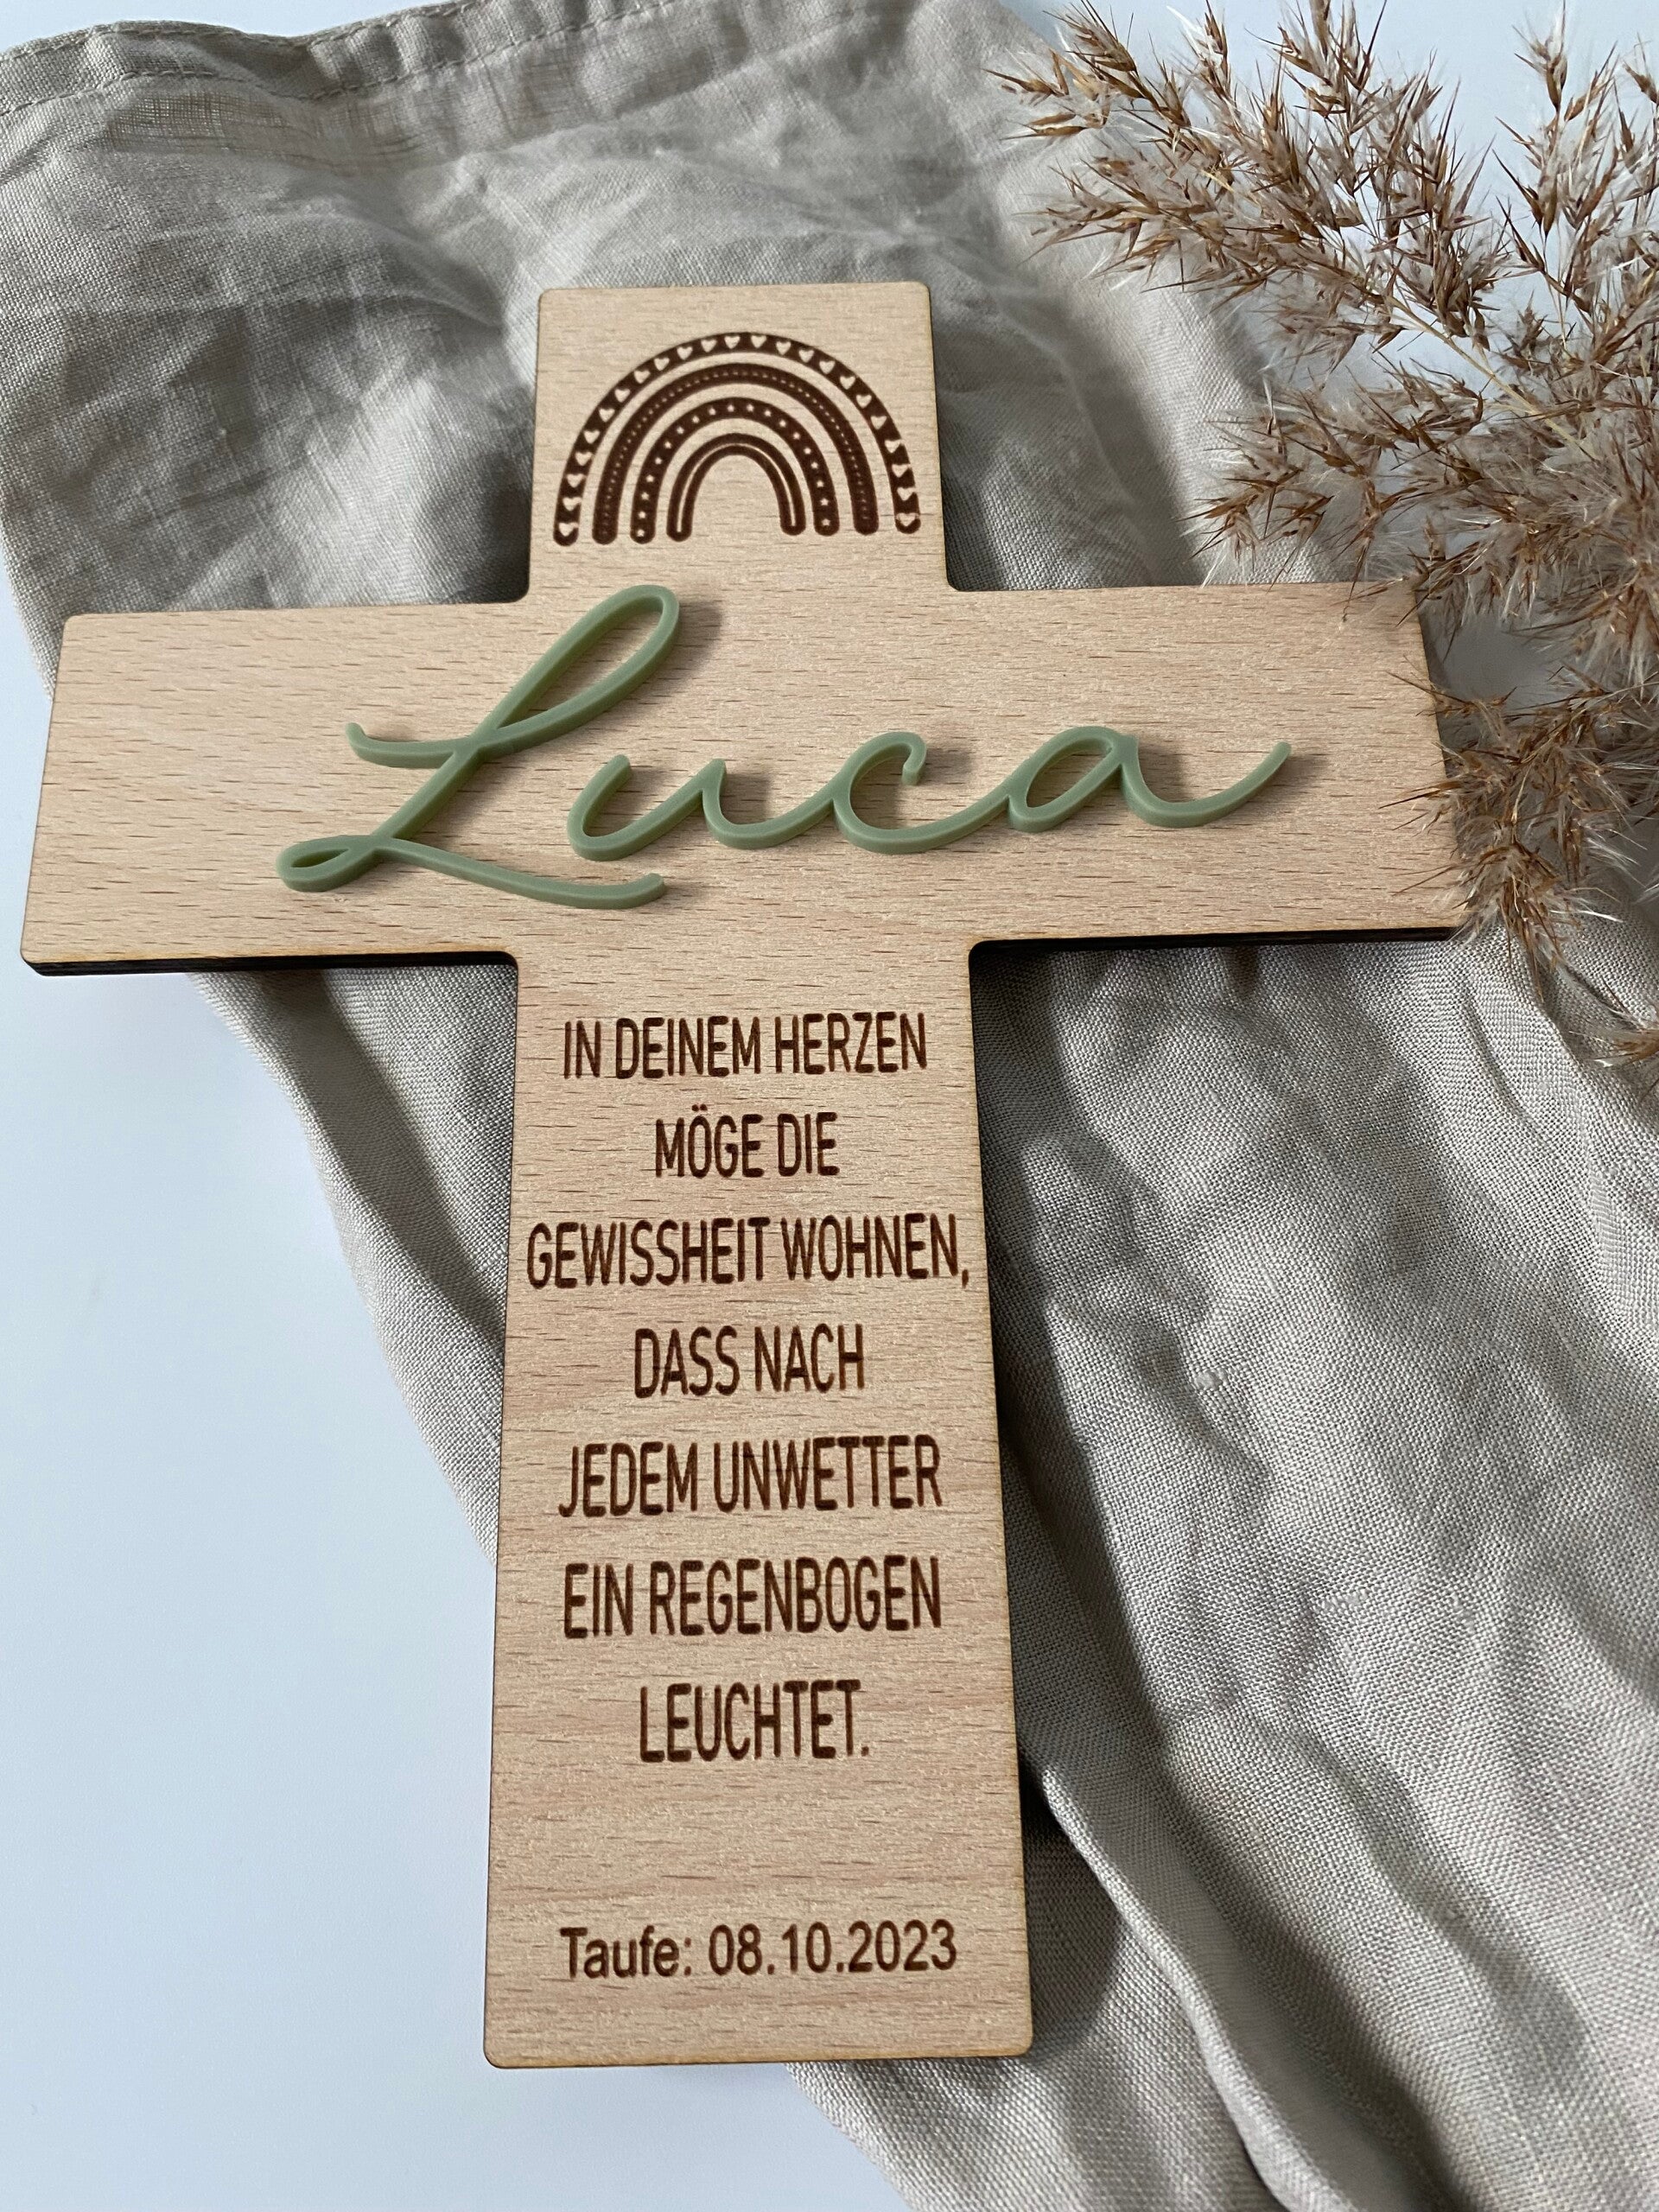 Luca
IN DEINEM HERZEN
MÖGE DIE
GEWISSHEIT WOHNEN,
DASS NACH
JEDEM UNWETTER
EIN REGENBOGEN
LEUCHTET.
Taufe: 08.10.2023